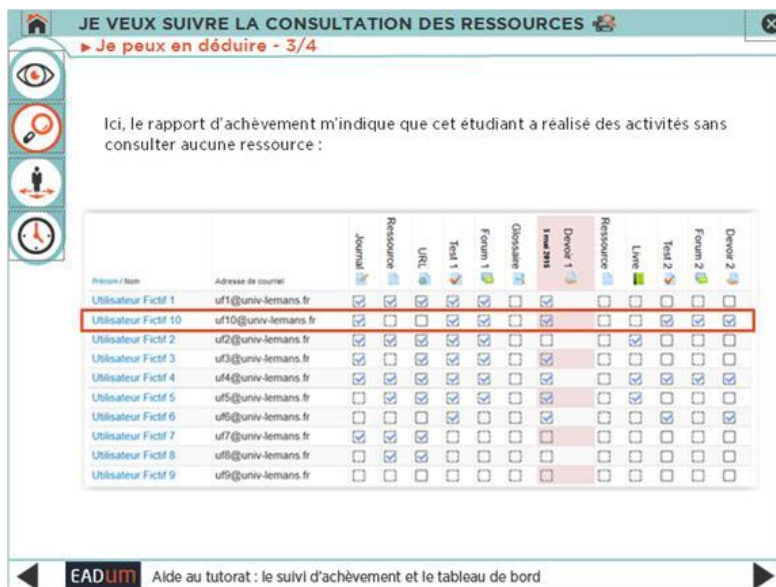 JE VEUX SUIVRE LA CONSULTATION DES RESSOURCES
▸ Je peux en déduire - 3/4
Ici, le rapport d'achèvement m'indique que cet étudiant a réalisé des activités sans
consulter aucune ressource :
Prénom / Nom Adresse de courriel Journal Ressource URL Test 1 Forum 1 Glossaire 5 mai 2015 Devoir 1 Ressource Livre Test 2 Forum 2 Devoir 2
Utilisateur Fictif 1 uf1@univ-lemans.fr
Utilisateur Fictif 10 uf10@univ-lemans.fr
Utilisateur Fictif 2 uf2@univ-lemans.fr
Utilisateur Fictif 3 uf3@univ-lemans.fr
Utilisateur Fictif 4 uf4@univ-lemans.fr
Utilisateur Fictif 5 uf5@univ-lemans.fr
Utilisateur Fictif 6 uf6@univ-lemans.fr
Utilisateur Fictif 7 uf7@univ-lemans.fr
Utilisateur Fictif 8 uf8@univ-lemans.fr
Utilisateur Fictif 9 uf9@univ-lemans.fr
EADum Aide au tutorat : le suivi d'achèvement et le tableau de bord